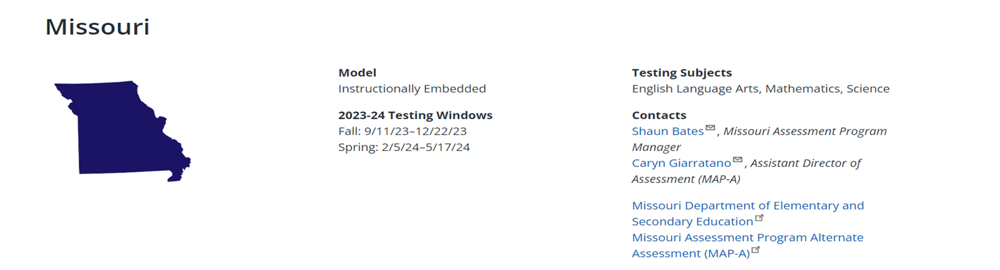 Missouri
Model
Instructionally Embedded
2023-24 Testing Windows
Fall: 9/11/23–12/22/23
Spring: 2/5/24–5/17/24
Testing Subjects
English Language Arts, Mathematics, Science
Contacts
Shaun Bates, Missouri Assessment Program
Manager
Caryn Giarratano, Assistant Director of
Assessment (MAP-A)
Missouri Department of Elementary and
Secondary Education
Missouri Assessment Program Alternate
Assessment (MAP-A)